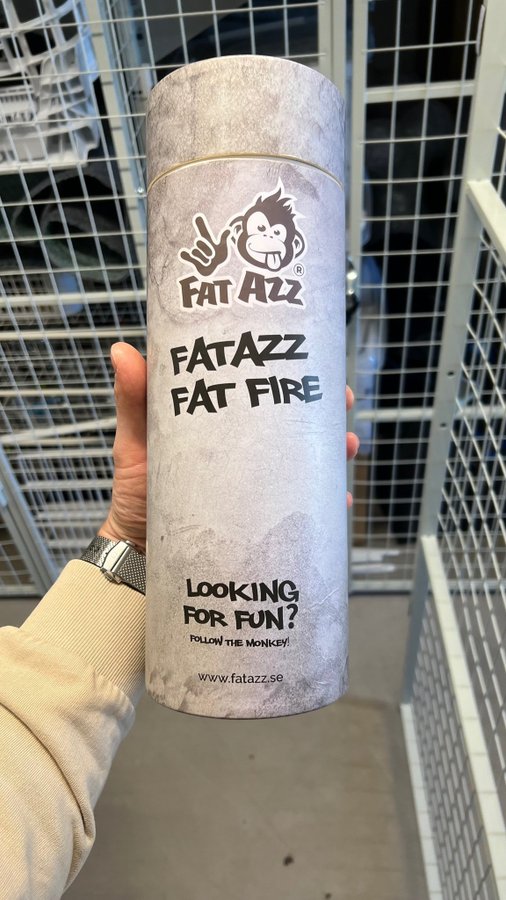 FAT AZZ
®
FATAZZ
FAT FIRE
LOOKING
FOR FUN?
FOLLOW THE MONKEY!
www.fatazz.se